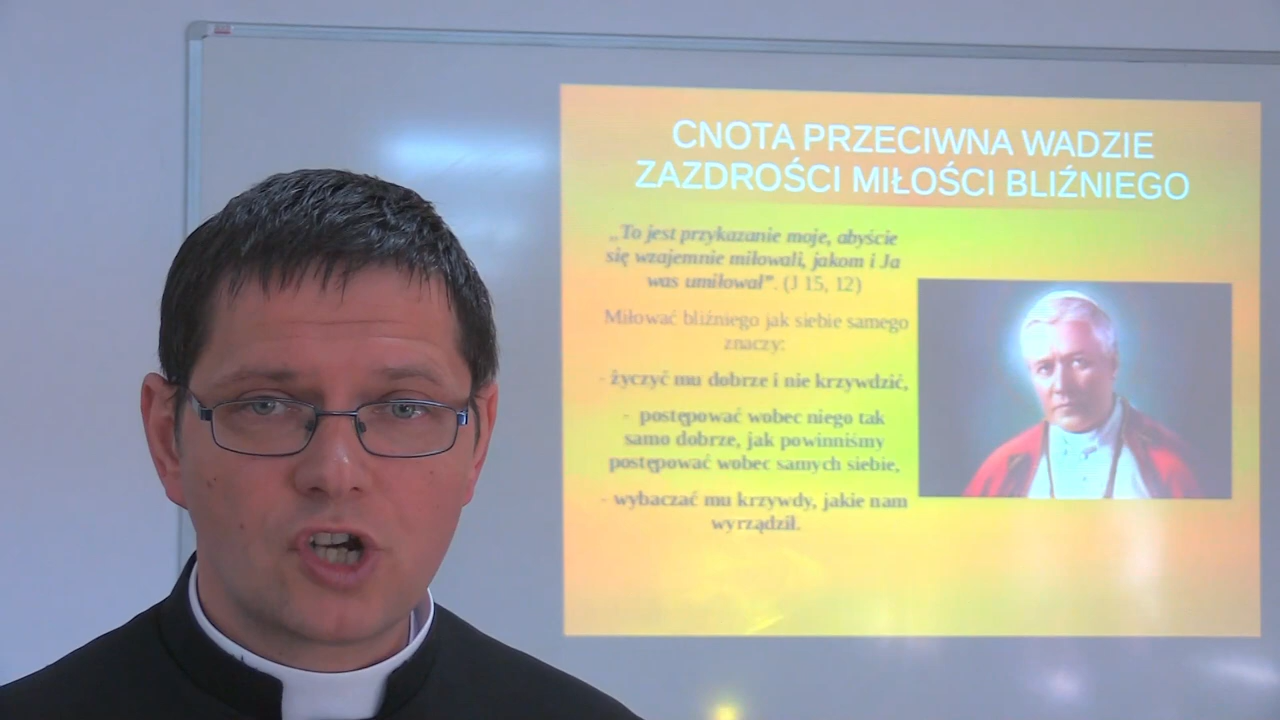 CNOTA PRZECIWNA WADZIE
ZAZDROŚCI MIŁOŚCI BLIŹNIEGO
„To jest przykazanie moje, abyście
się wzajemnie miłowali, jakom i Ja
was umiłował”. (J 15, 12)
Miłować bliźniego jak siebie samego
znaczy:
- życzyć mu dobrze i nie krzywdzić,
- postępować wobec niego tak
samo dobrze, jak powinniśmy
postępować wobec samych siebie,
- wybaczać mu krzywdy, jakie nam
wyrządził.